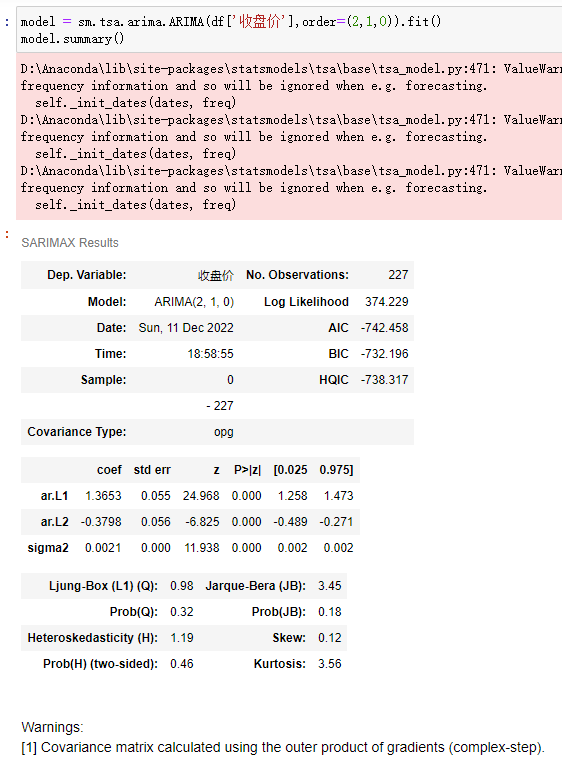 : model = sm.tsa.arima.ARIMA(df['收盘价'],order=(2,1,0)).fit()
model.summary()
D:\Anaconda\lib\site-packages\statsmodels\tsa\base\tsa_model.py:471:
frequency information and so will be ignored when e.g. forecasting.
self._init_dates(dates, freq)
D:\Anaconda\lib\site-packages\statsmodels\tsa\base\tsa_model.py:471:
frequency information and so will be ignored when e.g. forecasting.
self._init_dates(dates, freq)
D:\Anaconda\lib\site-packages\statsmodels\tsa\base\tsa_model.py:471:
frequency information and so will be ignored when e.g. forecasting.
self._init_dates(dates, freq)
:
SARIMAX Results
Dep. Variable: 收盘价 No. Observations: 227
Model: ARIMA(2, 1, 0) Log Likelihood 374.229
Date: Sun, 11 Dec 2022 AIC -742.458
Time: 18:58:55 BIC -732.196
Sample: 0 HQIC -738.317
- 227
Covariance Type: opg
coef std err z P>|z| [0.025 0.975]
ar.L1 1.3653 0.055 24.968 0.000 1.258 1.473
ar.L2 -0.3798 0.056 -6.825 0.000 -0.489 -0.271
sigma2 0.0021 0.000 11.938 0.000 0.002 0.002
Ljung-Box (L1) (Q): 0.98 Jarque-Bera (JB): 3.45
Prob(Q): 0.32 Prob(JB): 0.18
Heteroskedasticity (H): 1.19 Skew: 0.12
Prob(H) (two-sided): 0.46 Kurtosis: 3.56
Warnings:
[1] Covariance matrix calculated using the outer product of gradients (complex-step).